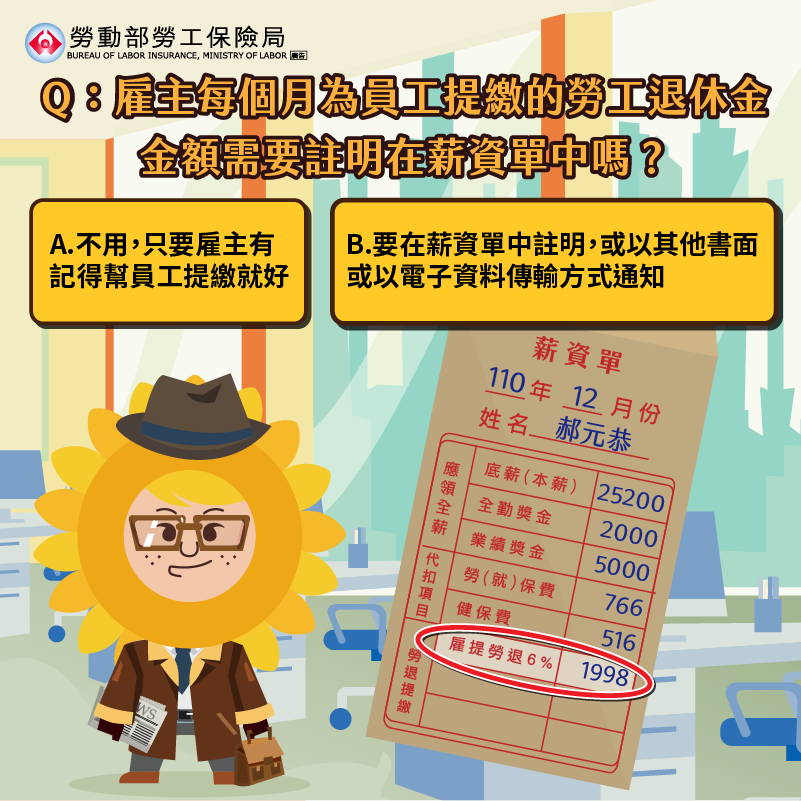 勞動部勞工保險局
BUREAU OF LABOR INSURANCE, MINISTRY OF LABOR 廣告
Q：雇主每個月為員工提繳的勞工退休金
金額需要註明在薪資單中嗎？
A.不用，只要雇主有
記得幫員工提繳就好
B.要在薪資單中註明，或以其他書面
或以電子資料傳輸方式通知
薪資單
110年 12月份
姓名 郝元恭
應領全薪
底薪（本薪） 25200
全勤獎金 2000
業績獎金 5000
代扣項目
勞（就）保費 766
健保費 516
勞退提繳
雇提勞退6% 1998
WS